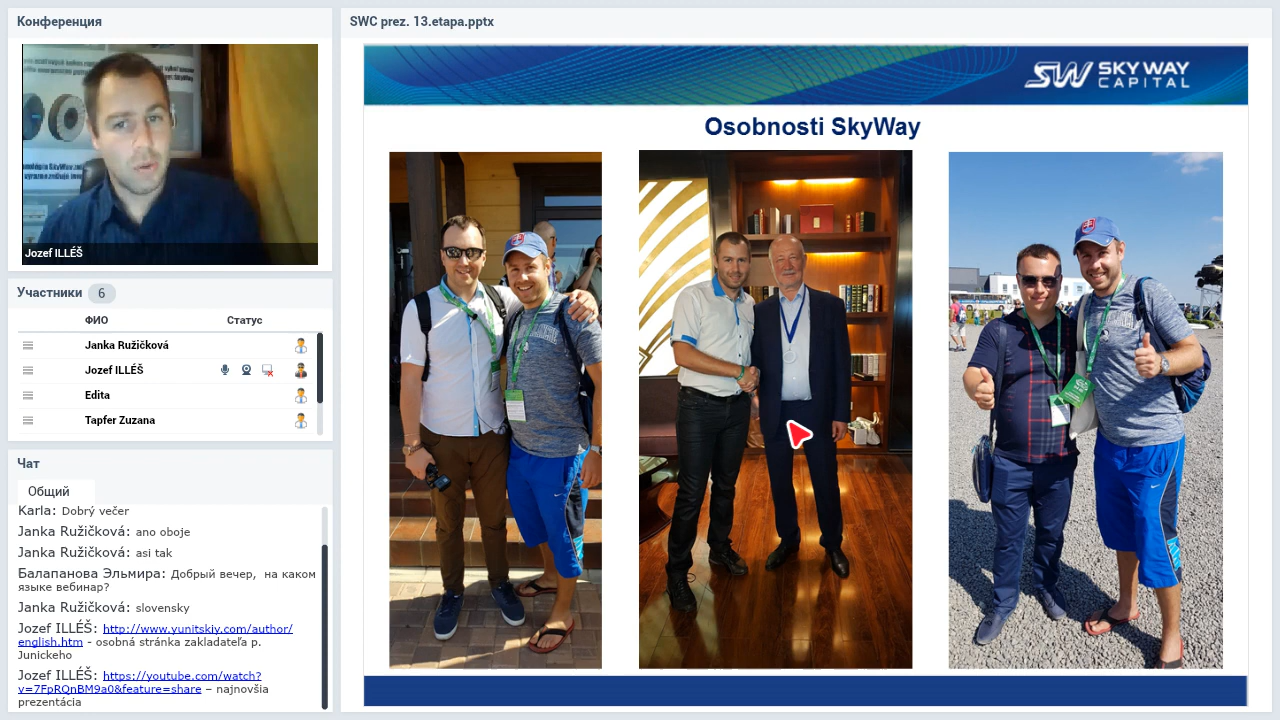 Конференция
Jozef ILLÉŠ
Участники 6
ФИО Статус
Janka Ružičková
Jozef ILLÉŠ
Edita
Tapfer Zuzana
Чат
Общий
Karla: Dobrý večer
Janka Ružičková: ano oboje
Janka Ružičková: asi tak
Балапанова Эльмира: Добрый вечер, на каком
языке вебинар?
Janka Ružičková: slovensky
Jozef ILLÉŠ: http://www.yunitskiy.com/author/
english.htm - osobná stránka zakladateľa p.
Junickeho
Jozef ILLÉŠ: https://youtube.com/watch?
v=7FpRQnBM9a0&feature=share – najnovšia
prezentácia
SWC prez. 13.etapa.pptx
SW SKY WAY
CAPITAL
Osobnosti SkyWay